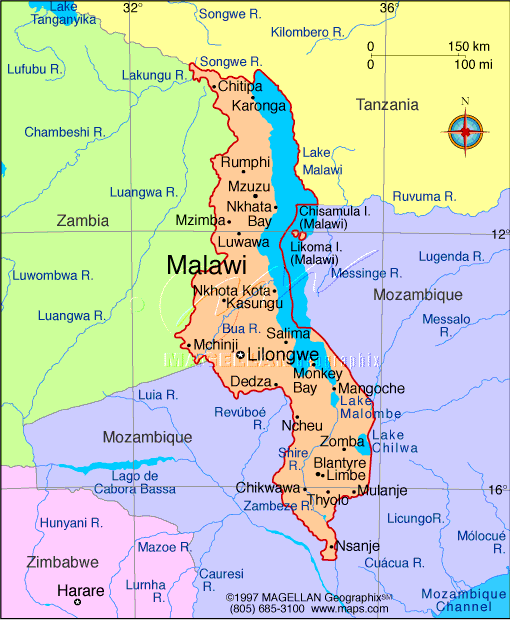 Lake
Tanganyika
32°
Songwe R.
36°
Kilombero R.
0 150 km
0 100 mi
Lufubu R.
Lakungu R.
Songwe R.
Chitipa
Karonga
Tanzania
N
Chambeshi R.
Lake
Malawi
Rumphi
Luangwa R.
Mzuzu
Ruvuma R.
Nkhata
Bay
Chisamula I.
(Malawi)
Zambia
Mzimba
Luwawa
12°
Likoma I.
(Malawi)
Lugenda R.
Malawi
Luwombwa R.
Messinge R.
Nkhota Kota
Kasungu
Mozambique
Luangwa R.
Messalo
R.
Bua R.
Salima
Mchinji
Lilongwe
MAGELLAN Geographix
Monkey
Bay
Dedza
Mangoche
Luia R.
Lake
Malombe
Revúboé
R.
Ncheu
Mozambique
Zomba
Lake
Chilwa
Shire
R.
Blantyre
Limbe
Lago de
Cabora Bassa
Chikwawa
Thyolo
Mulanje
16°
Zambeze R.
Hunyani R.
LicungoR.
Mólocué
R.
Mazoe R.
Nsanje
Zimbabwe
Cuácua R.
Cauresi
R.
Lurnha
R.
Harare
Mozambique
Channel
©1997 MAGELLAN Geographix℠
(805) 685-3100 www.maps.com